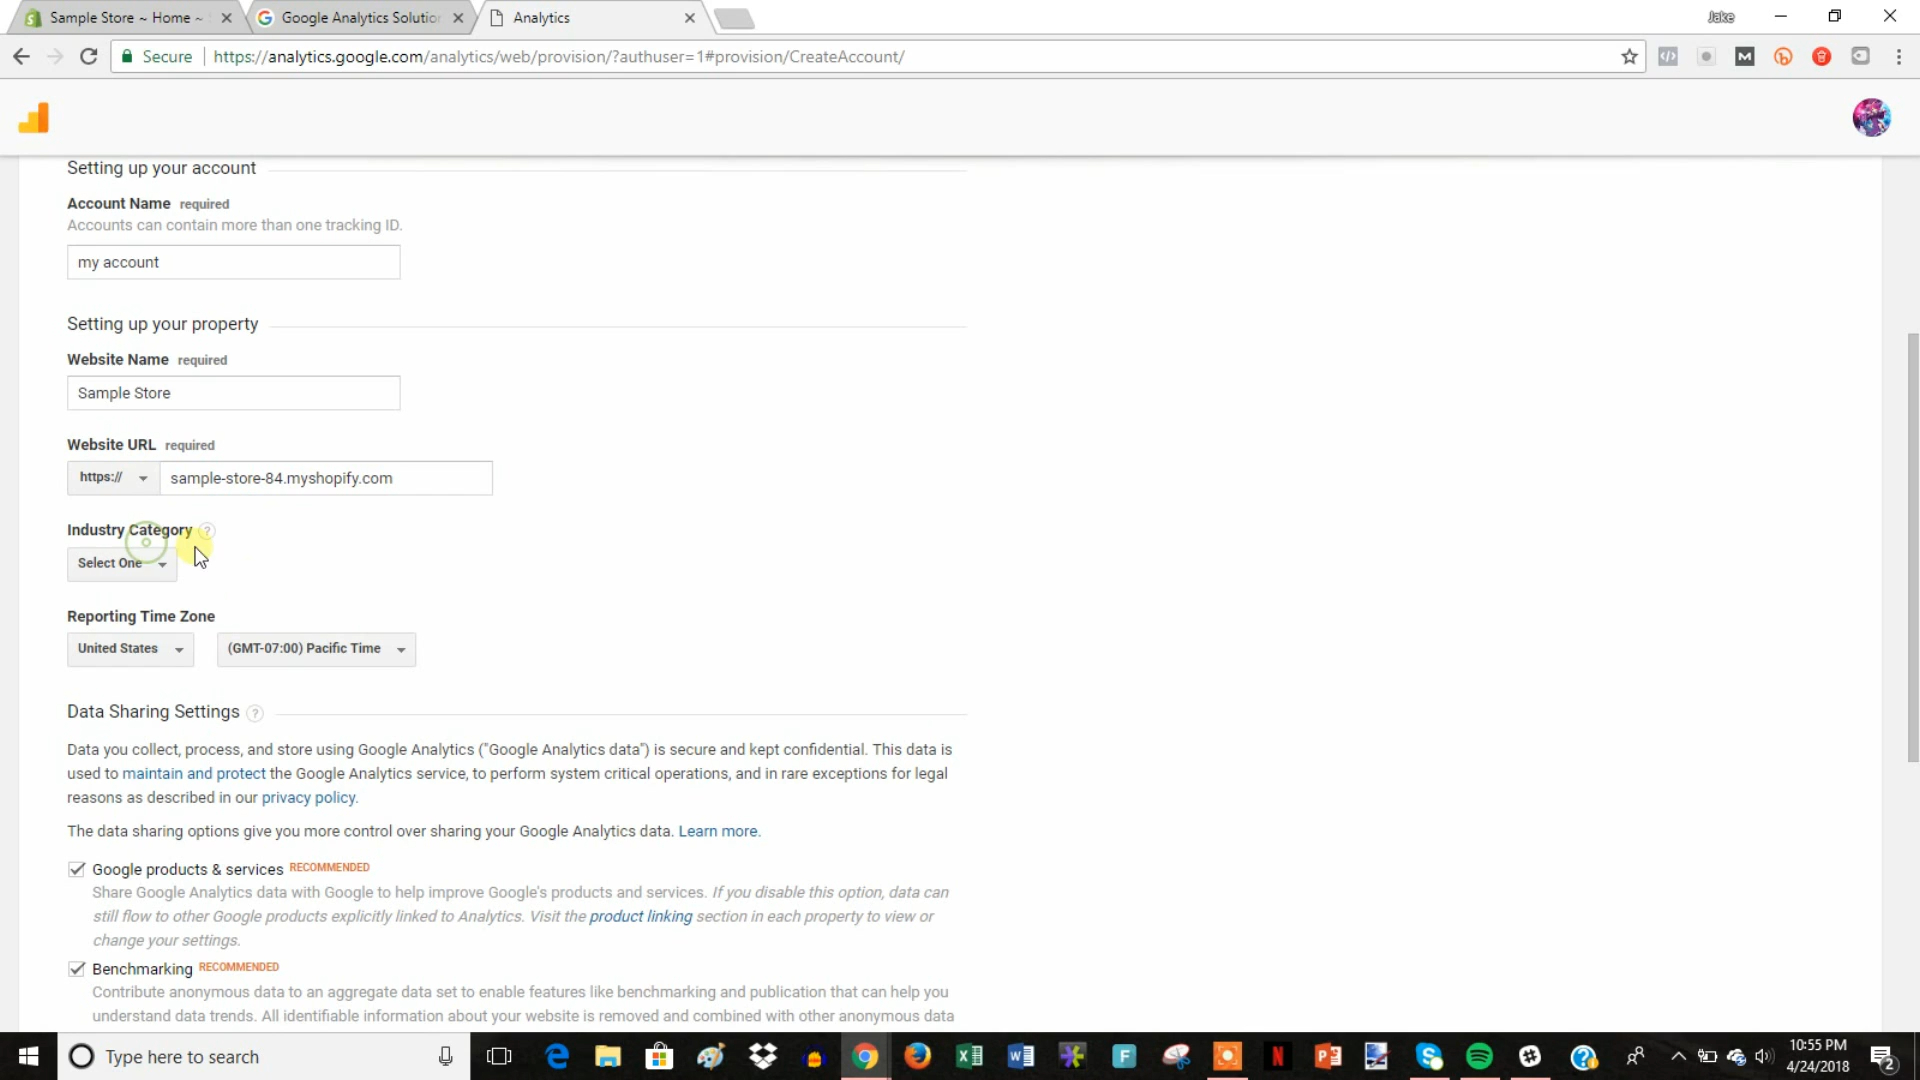 Sample Store ~ Home ~
Google Analytics Solution
Analytics
Jake
Secure
https://analytics.google.com/analytics/web/provision/?authuser=1#provision/CreateAccount/
Setting up your account
Account Name required
Accounts can contain more than one tracking ID.
my account
Setting up your property
Website Name required
Sample Store
Website URL required
https://
sample-store-84.myshopify.com
Industry Category ?
Select One
Reporting Time Zone
United States
(GMT-07:00) Pacific Time
Data Sharing Settings ?
Data you collect, process, and store using Google Analytics ("Google Analytics data") is secure and kept confidential. This data is
used to maintain and protect the Google Analytics service, to perform system critical operations, and in rare exceptions for legal
reasons as described in our privacy policy.
The data sharing options give you more control over sharing your Google Analytics data. Learn more.
Google products & services RECOMMENDED
Share Google Analytics data with Google to help improve Google's products and services. If you disable this option, data can
still flow to other Google products explicitly linked to Analytics. Visit the product linking section in each property to view or
change your settings.
Benchmarking RECOMMENDED
Contribute anonymous data to an aggregate data set to enable features like benchmarking and publication that can help you
understand data trends. All identifiable information about your website is removed and combined with other anonymous data
Type here to search
10:55 PM
4/24/2018
2